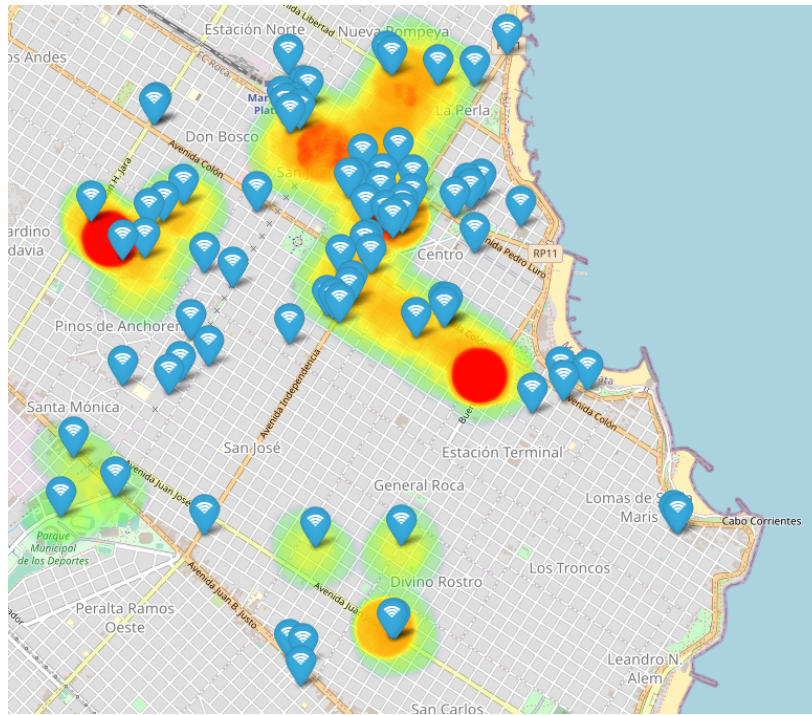 Estación Norte
Nueva Pompeya
Avenida Libertad
os Andes
F.C. Roca
La Perla
Don Bosco
Avenida Colón
ardino
davia
Centro
Avenida Pedro Luro
RP11
Pinos de Anchoren
Avenida Independencia
Santa Mónica
Avenida Colón
San José
Estación Terminal
Avenida Juan José
General Roca
Lomas de S
Maris
Cabo Corrientes
Parque
Municipal
de los Deportes
Los Troncos
Divino Rostro
Avenida Juan B. Justo
Peralta Ramos
Oeste
Leandro N.
Alem
San Carlos